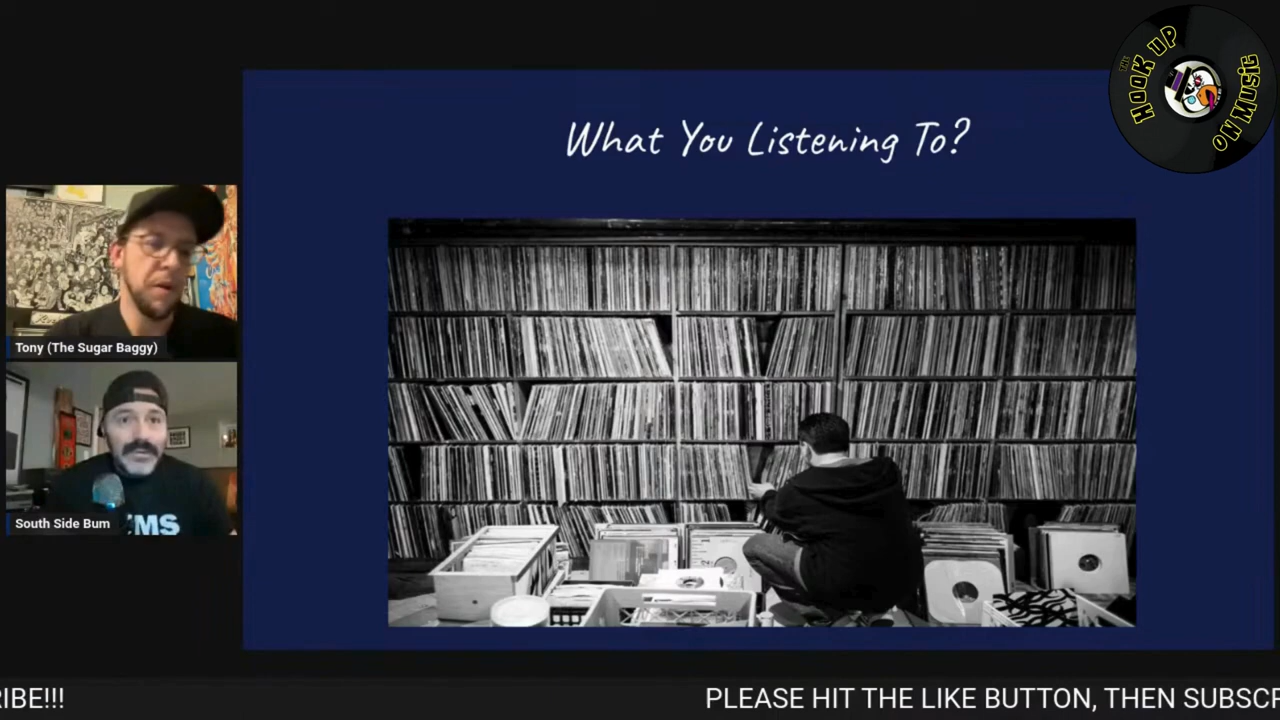 THE
HOOK UP
ON MUSiC
What You Listening To?
Tony (The Sugar Baggy)
South Side Bum
RIBE!!! PLEASE HIT THE LIKE BUTTON, THEN SUBSCR